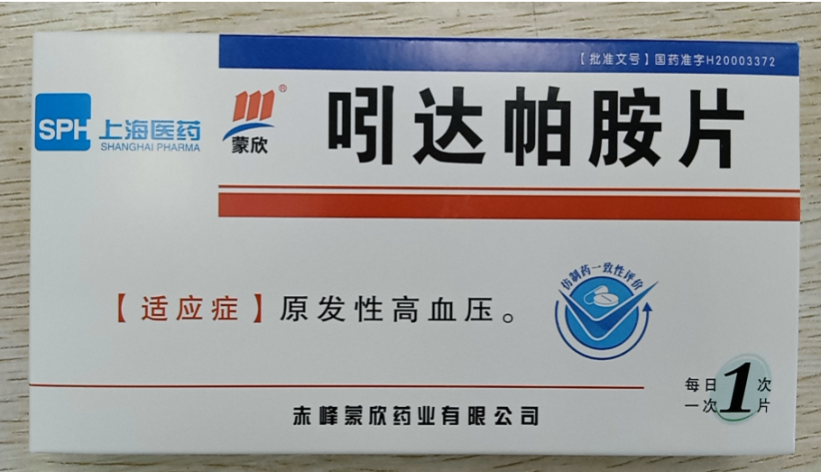 【批准文号】国药准字H20003372
SPH 上海医药
SHANGHAI PHARMA
蒙欣®
吲达帕胺片
仿制药一致性评价
【适应症】原发性高血压。
每日1次
一次1片
赤峰蒙欣药业有限公司